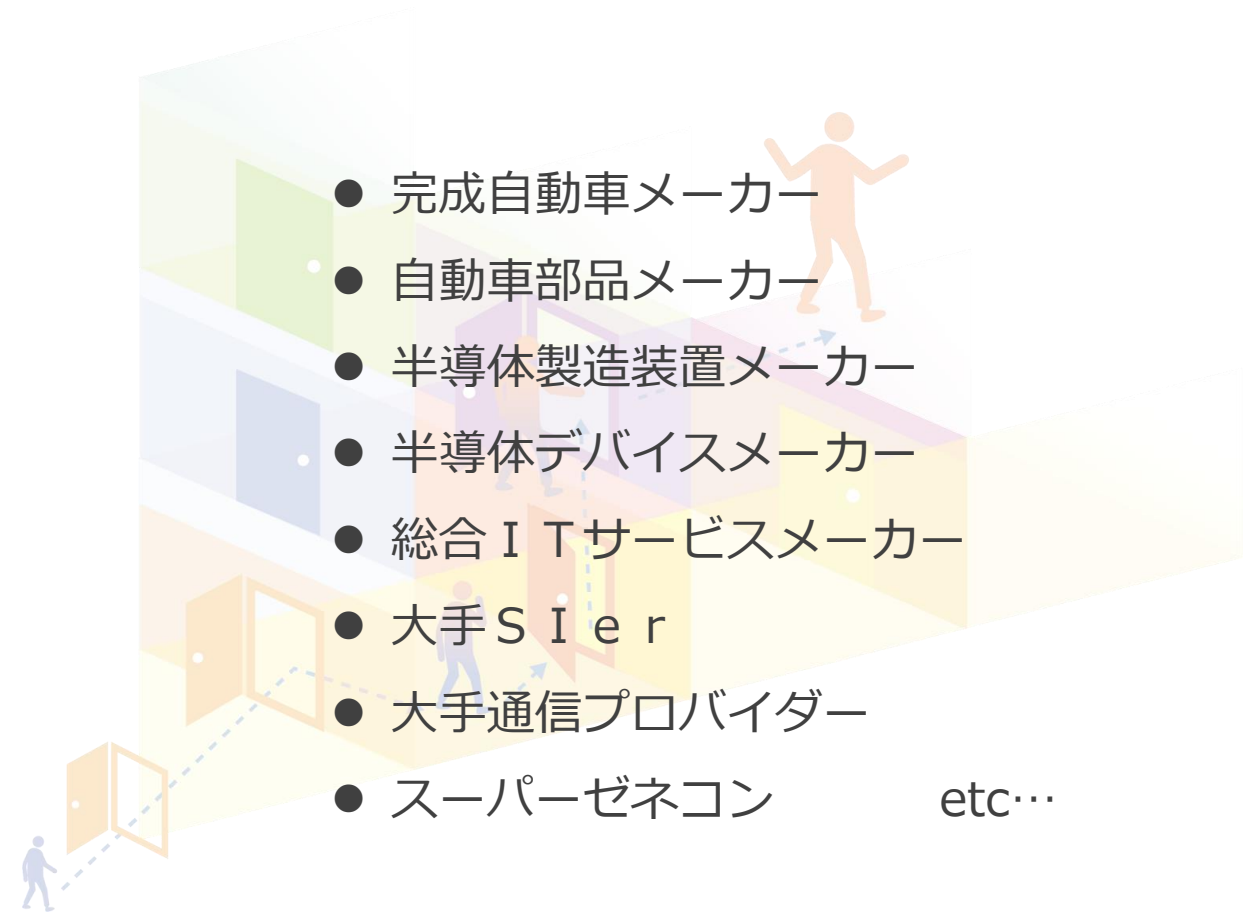 ● 完成自動車メーカー
● 自動車部品メーカー
● 半導体製造装置メーカー
● 半導体デバイスメーカー
● 総合ＩＴサービスメーカー
● 大手ＳＩｅｒ
● 大手通信プロバイダー
● スーパーゼネコン　　　etc…